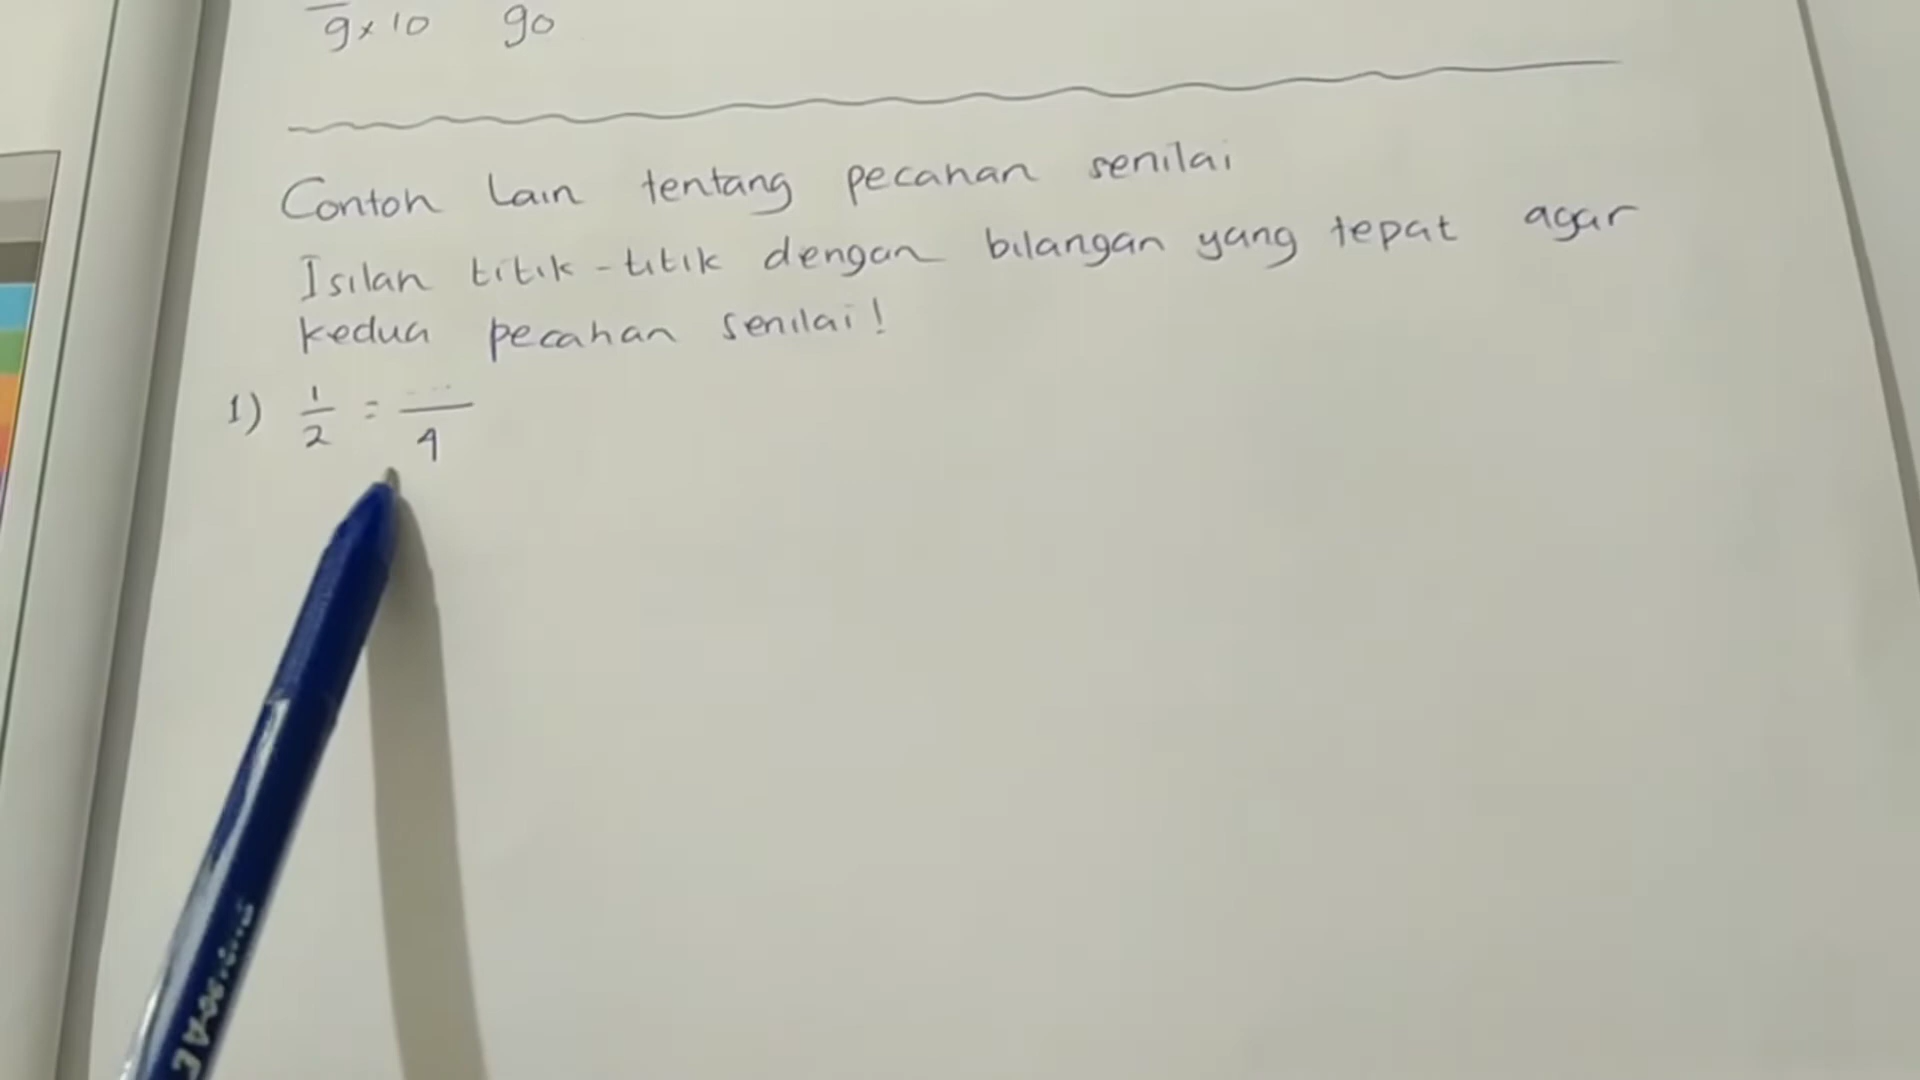 9 x 10 90
Contoh Lain tentang pecahan senilai
Isilah titik-titik dengan bilangan yang tepat agar
kedua pecahan senilai!
1) 1/2 = .../4